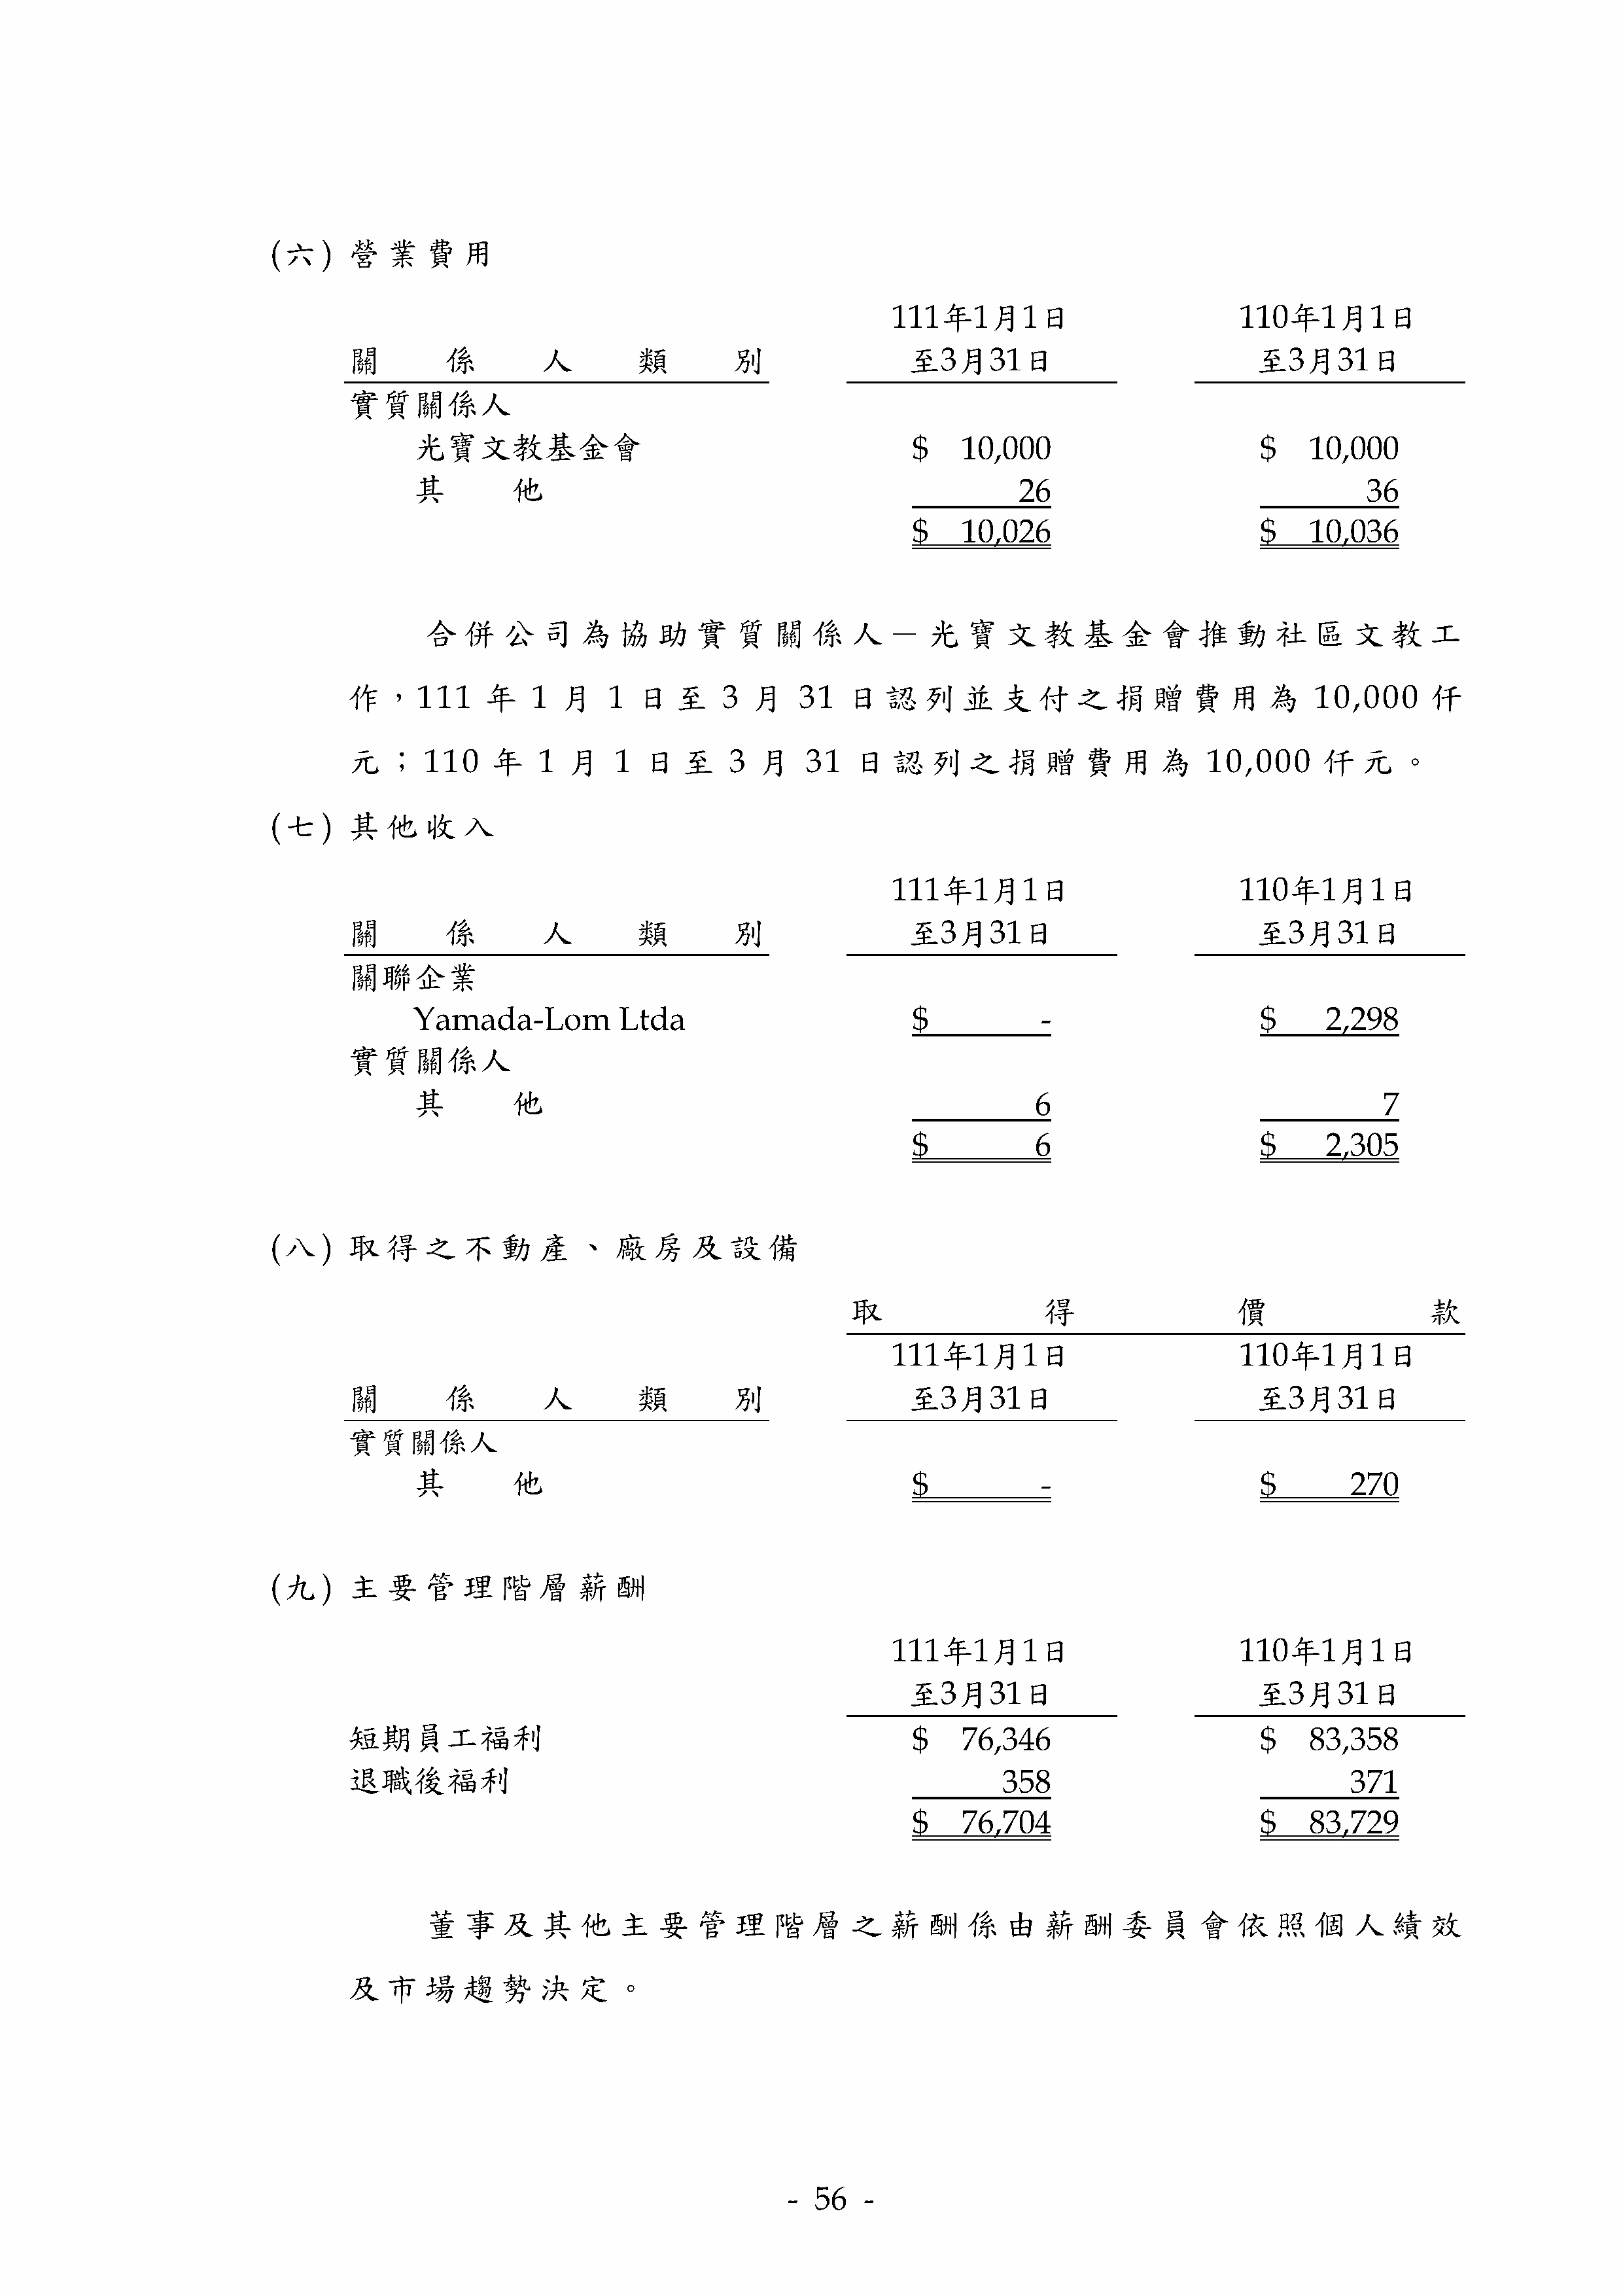 (六) 營業費用
111年1月1日 110年1月1日
關係人類別 至3月31日 至3月31日
實質關係人
光寶文教基金會 $ 10,000 $ 10,000
其他 26 36
$ 10,026 $ 10,036
合併公司為協助實質關係人－光寶文教基金會推動社區文教工
作，111 年 1 月 1 日至 3 月 31 日認列並支付之捐贈費用為 10,000 仟
元；110 年 1 月 1 日至 3 月 31 日認列之捐贈費用為 10,000 仟元。
(七) 其他收入
111年1月1日 110年1月1日
關係人類別 至3月31日 至3月31日
關聯企業
Yamada-Lom Ltda $ - $ 2,298
實質關係人
其他 6 7
$ 6 $ 2,305
(八) 取得之不動產、廠房及設備
取得價款
111年1月1日 110年1月1日
關係人類別 至3月31日 至3月31日
實質關係人
其他 $ - $ 270
(九) 主要管理階層薪酬
111年1月1日 110年1月1日
至3月31日 至3月31日
短期員工福利 $ 76,346 $ 83,358
退職後福利 358 371
$ 76,704 $ 83,729
董事及其他主要管理階層之薪酬係由薪酬委員會依照個人績效
及市場趨勢決定。
- 56 -